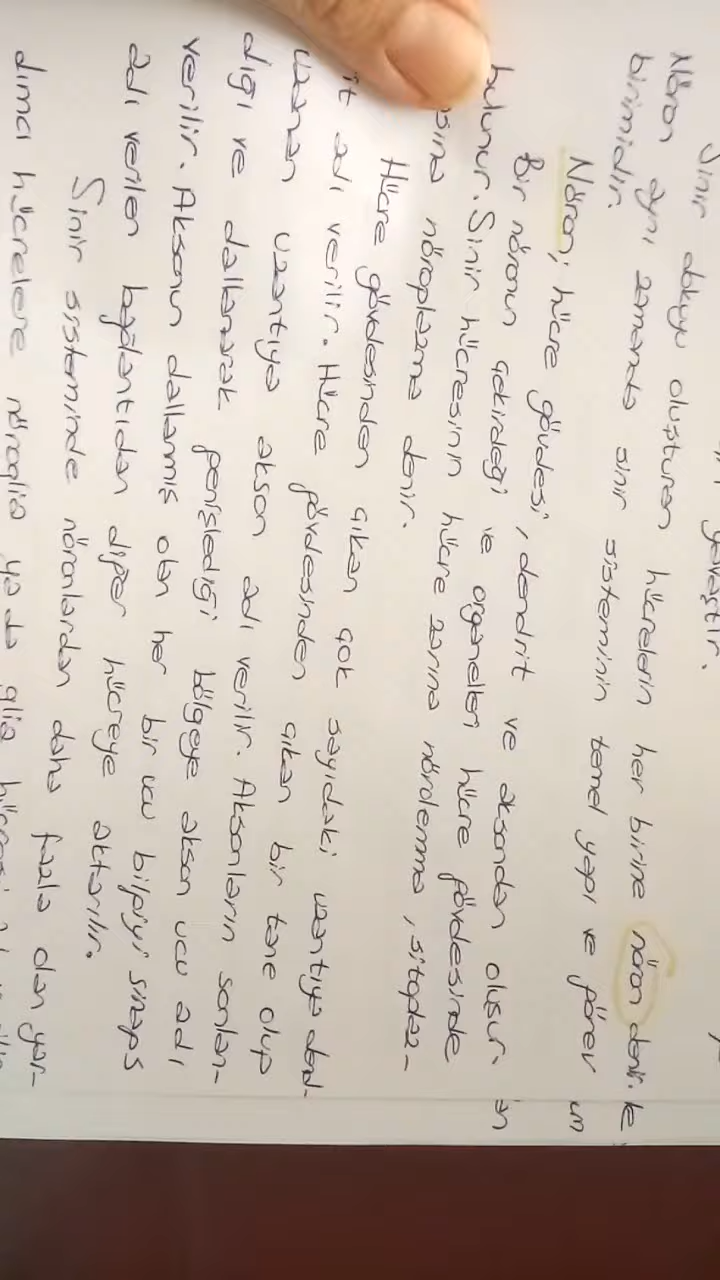 yavaştır.
Sinir dokuyu oluşturan hücrelerin her birine nöron denir.
Nöron aynı zamanda sinir sisteminin temel yapı ve görev
birimidir.
Nöron; hücre gövdesi, dendrit ve aksondan oluşur.
Bir nöronun çekirdeği ve organelleri hücre gövdesinde
bulunur. Sinir hücresinin hücre zarına nörolemma, sitoplaz-
sına nöroplazma denir.
Hücre gövdesinden çıkan çok sayıdaki uzantıya dend-
it adı verilir. Hücre gövdesinden çıkan bir tane olup
uzanan uzantıya akson adı verilir. Aksonların sonlan-
dığı ve dallanarak genişlediği bölgeye akson ucu adı
verilir. Aksonun dallanmış olan her bir ucu bilgiyi sinaps
adı verilen bağlantıdan diğer hücreye aktarılır.
Sinir sisteminde nöronlardan daha fazla olan yar-
dımcı hücrelere nöroglia ya da glia